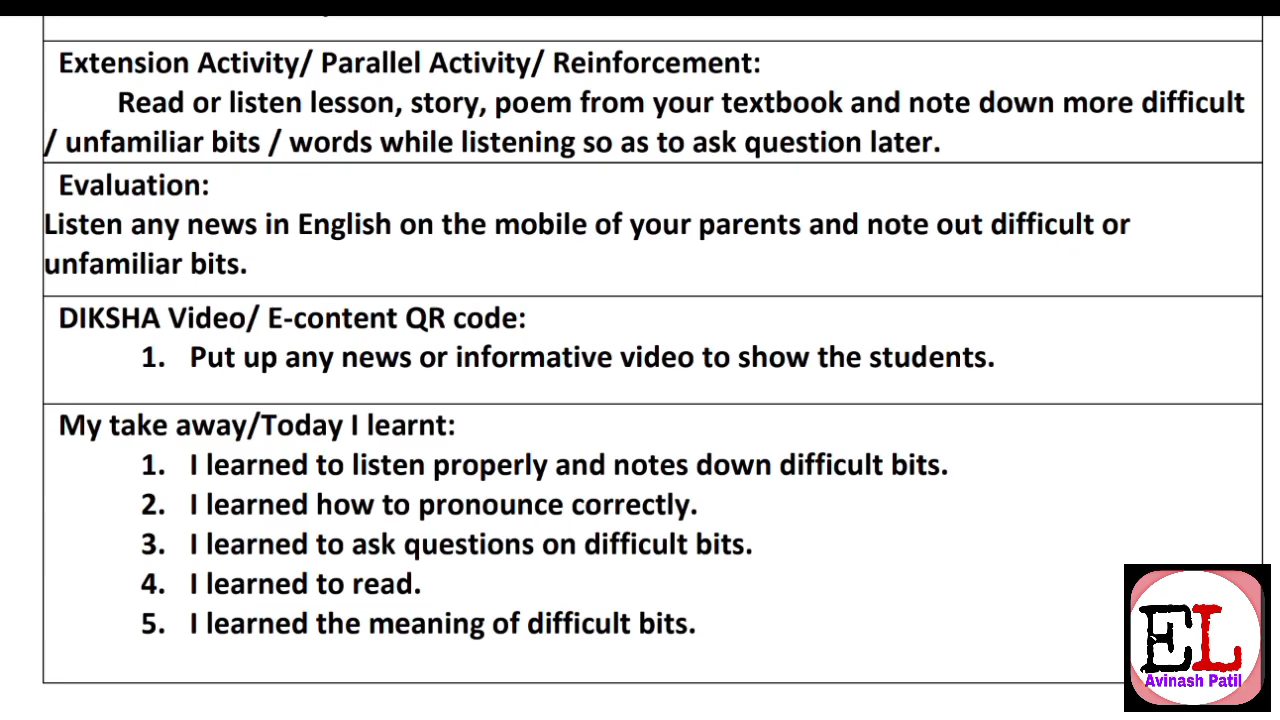 Extension Activity/ Parallel Activity/ Reinforcement:
Read or listen lesson, story, poem from your textbook and note down more difficult
/ unfamiliar bits / words while listening so as to ask question later.
Evaluation:
Listen any news in English on the mobile of your parents and note out difficult or
unfamiliar bits.
DIKSHA Video/ E-content QR code:
1. Put up any news or informative video to show the students.
My take away/Today I learnt:
1. I learned to listen properly and notes down difficult bits.
2. I learned how to pronounce correctly.
3. I learned to ask questions on difficult bits.
4. I learned to read.
5. I learned the meaning of difficult bits.
EL
Avinash Patil